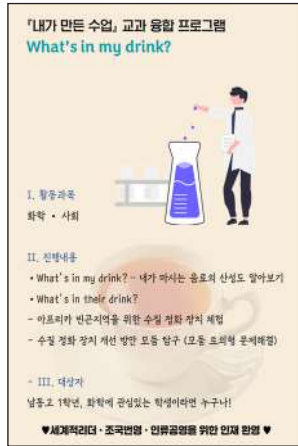 「내가 만든 수업」 교과 융합 프로그램
What's in my drink?
I. 활동과목
화학 • 사회
II. 진행내용
• What's in my drink? - 내가 마시는 음료의 산성도 알아보기
• What's in their drink?
- 아프리카 빈곤지역을 위한 수질 정화 장치 체험
- 수질 정화 장치 개선 방안 모둠 탐구 (모둠 토의형 문제해결)
- III. 대상자
남동고 1학년, 화학에 관심있는 학생이라면 누구나!
♥세계적리더 · 조국번영 · 인류공영을 위한 인재 환영 ♥